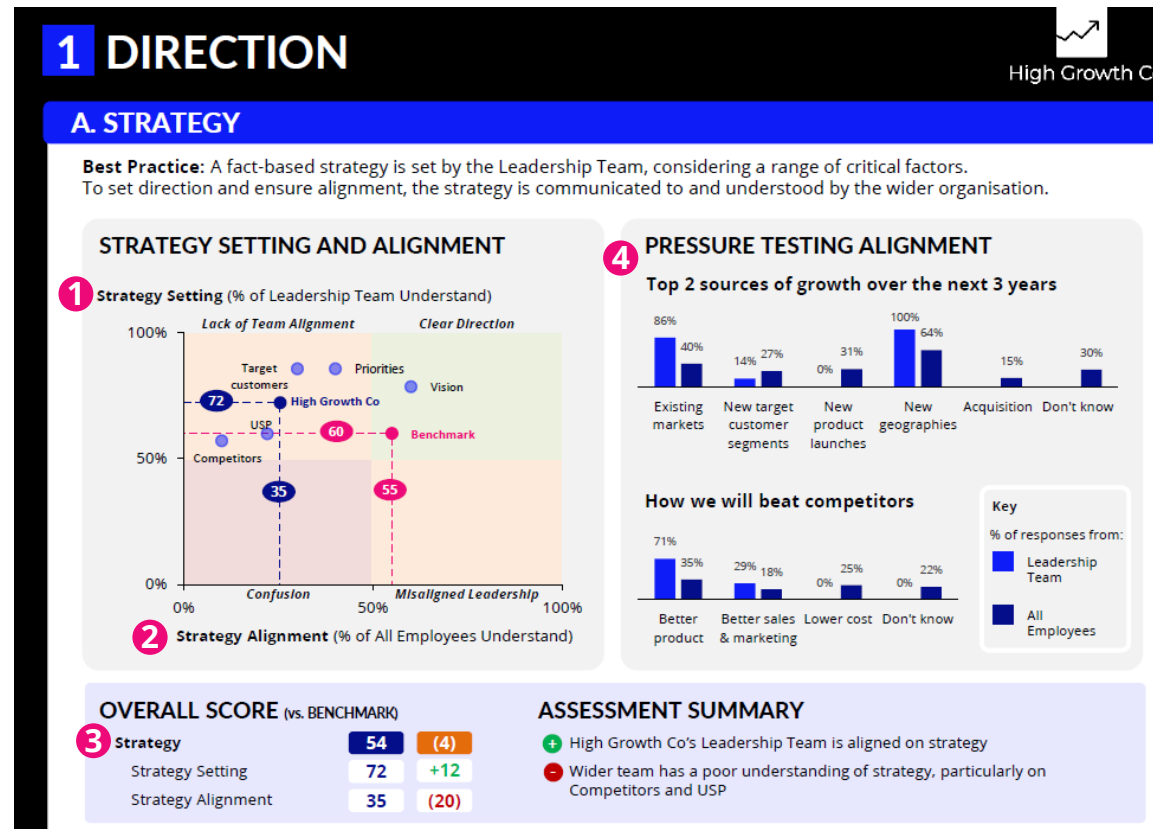 1 DIRECTION
High Growth C
A. STRATEGY
Best Practice: A fact-based strategy is set by the Leadership Team, considering a range of critical factors.
To set direction and ensure alignment, the strategy is communicated to and understood by the wider organisation.
STRATEGY SETTING AND ALIGNMENT
1 Strategy Setting (% of Leadership Team Understand)
Lack of Team Alignment
Clear Direction
100%
Target
customers
Priorities
Vision
72
High Growth Co
USP
60
Benchmark
Competitors
50%
35
55
0%
Confusion
Misaligned Leadership
0%
50%
100%
2 Strategy Alignment (% of All Employees Understand)
4 PRESSURE TESTING ALIGNMENT
Top 2 sources of growth over the next 3 years
86% 40% 14% 27% 0% 31% 100% 64% 15% 30%
Existing New target New New Acquisition Don't know
markets customer product geographies
segments launches
How we will beat competitors
71% 35% 29% 18% 0% 25% 0% 22%
Better Better sales Lower cost Don't know
product & marketing
Key
% of responses from:
Leadership
Team
All
Employees
OVERALL SCORE (vs. BENCHMARK)
3 Strategy 54 (4)
Strategy Setting 72 +12
Strategy Alignment 35 (20)
ASSESSMENT SUMMARY
+ High Growth Co's Leadership Team is aligned on strategy
- Wider team has a poor understanding of strategy, particularly on
Competitors and USP